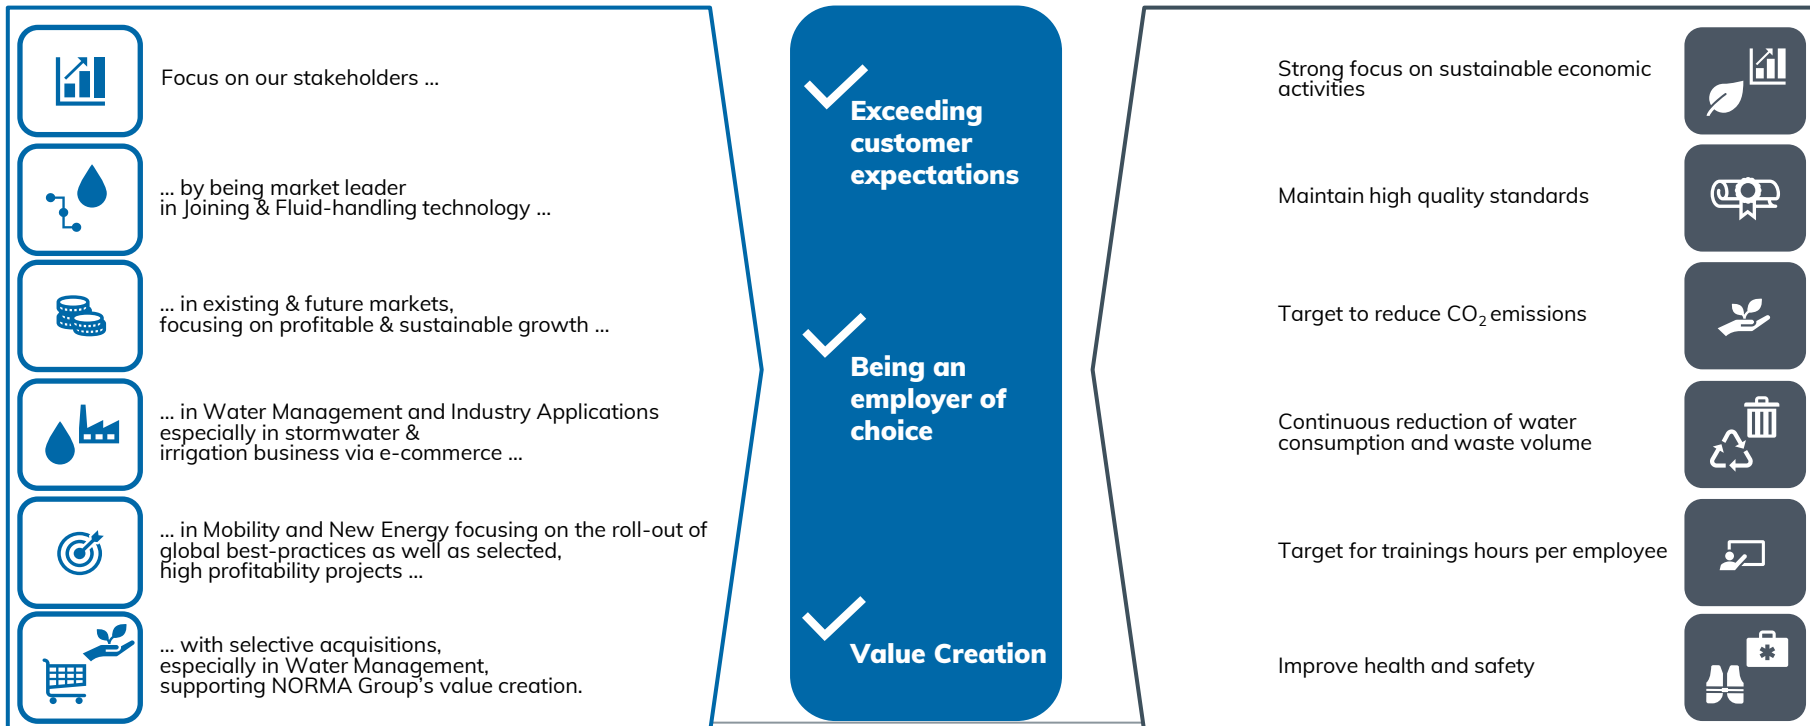 Focus on our stakeholders ...
... by being market leader
in Joining & Fluid-handling technology ...
... in existing & future markets,
focusing on profitable & sustainable growth ...
... in Water Management and Industry Applications
especially in stormwater &
irrigation business via e-commerce ...
... in Mobility and New Energy focusing on the roll-out of
global best-practices as well as selected,
high profitability projects ...
... with selective acquisitions,
especially in Water Management,
supporting NORMA Group’s value creation.
Exceeding
customer
expectations
Being an
employer of
choice
Value Creation
Strong focus on sustainable economic
activities
Maintain high quality standards
Target to reduce CO₂ emissions
Continuous reduction of water
consumption and waste volume
Target for trainings hours per employee
Improve health and safety